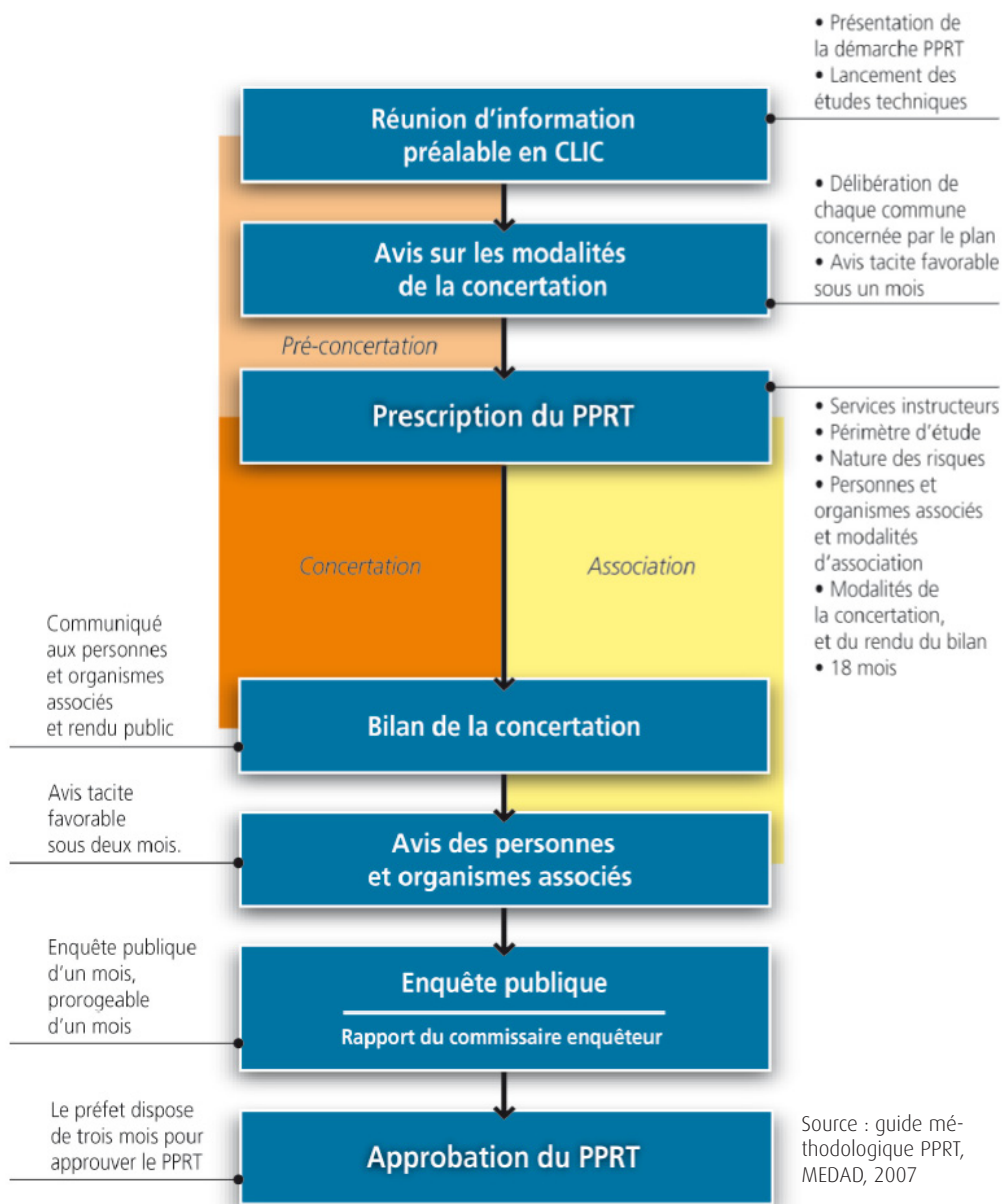 • Présentation de
la démarche PPRT
• Lancement des
études techniques
Réunion d'information
préalable en CLIC
• Délibération de
chaque commune
concernée par le plan
• Avis tacite favorable
sous un mois
Avis sur les modalités
de la concertation
Pré-concertation
Prescription du PPRT
• Services instructeurs
• Périmètre d'étude
• Nature des risques
• Personnes et
organismes associés
et modalités
d'association
• Modalités de
la concertation,
et du rendu du bilan
• 18 mois
Concertation
Association
Communiqué
aux personnes
et organismes
associés
et rendu public
Bilan de la concertation
Avis tacite
favorable
sous deux mois.
Avis des personnes
et organismes associés
Enquête publique
d'un mois,
prorogeable
d'un mois
Enquête publique
Rapport du commissaire enquêteur
Le préfet dispose
de trois mois pour
approuver le PPRT
Approbation du PPRT
Source : guide mé-
thodologique PPRT,
MEDAD, 2007